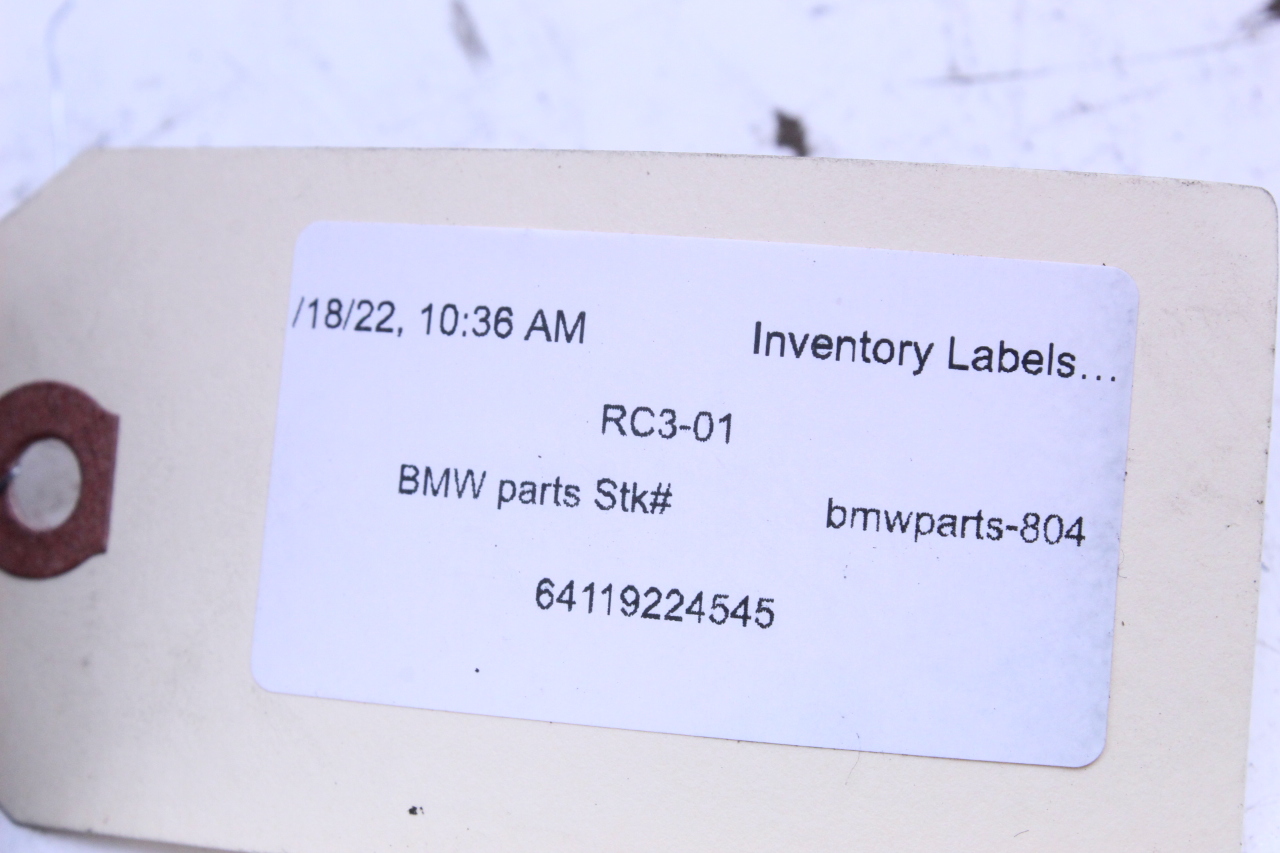 /18/22, 10:36 AM Inventory Labels...
RC3-01
BMW parts Stk# bmwparts-804
64119224545